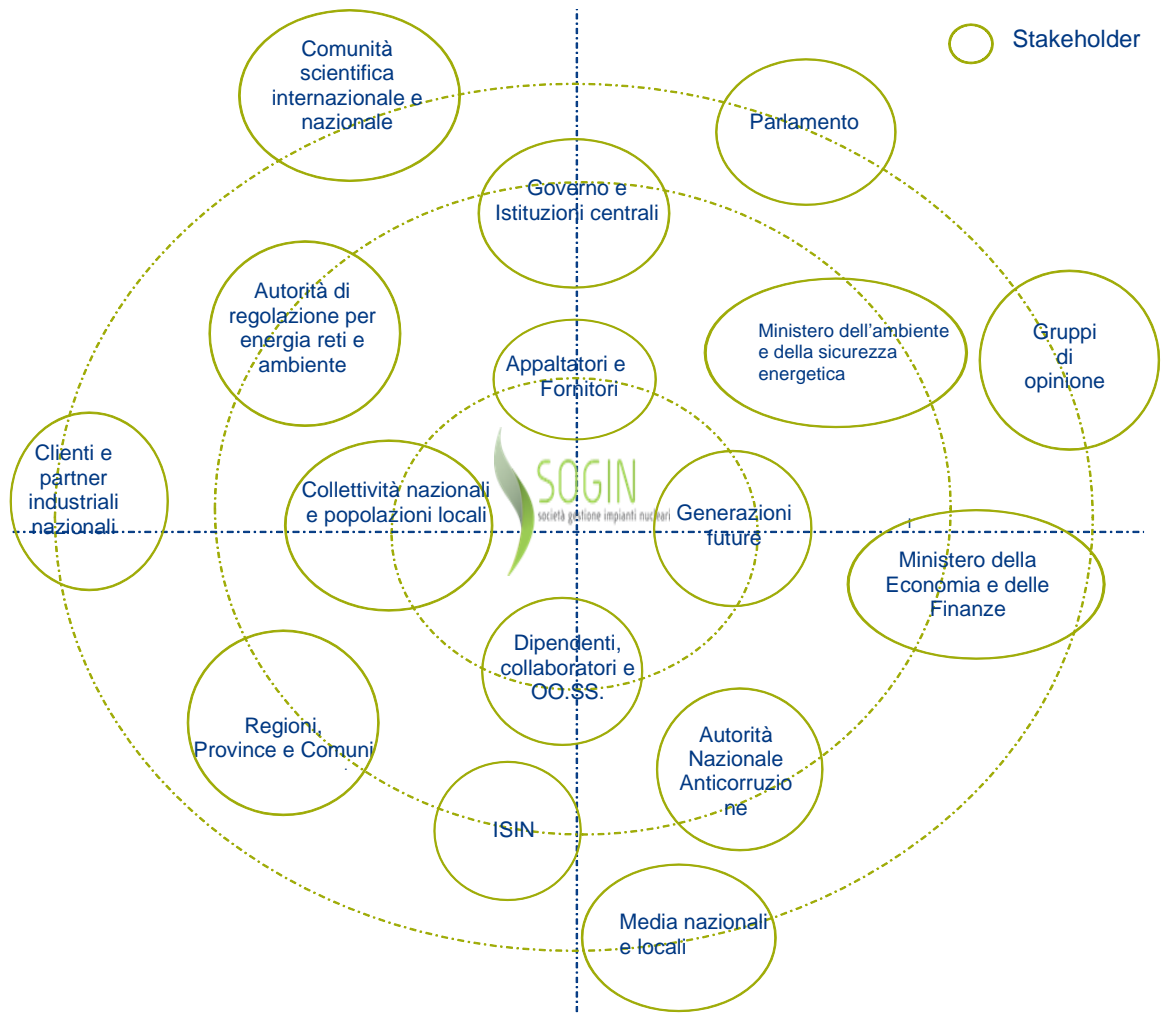 Stakeholder
Comunità
scientifica
internazionale e
nazionale
Parlamento
Governo e
Istituzioni centrali
Autorità di
regolazione per
energia reti e
ambiente
Ministero dell'ambiente
e della sicurezza
energetica
Gruppi
di
opinione
Appaltatori e
Fornitori
Clienti e
partner
industriali
nazionali
Collettività nazionali
e popolazioni locali
SOGIN
società gestione impianti nucleari
Generazioni
future
Ministero della
Economia e delle
Finanze
Dipendenti,
collaboratori e
OO.SS.
Regioni,
Province e Comuni
.
Autorità
Nazionale
Anticorruzio
ne
ISIN
Media nazionali
e locali